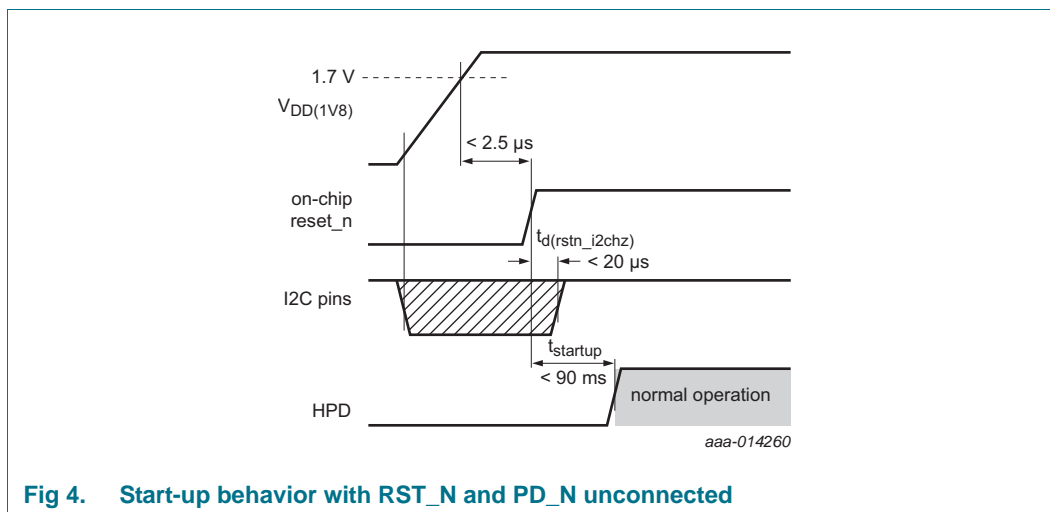 1.7 V
VDD(1V8)
< 2.5 µs
on-chip
reset_n
td(rstn_i2chz)
< 20 µs
I2C pins
tstartup
< 90 ms
normal operation
HPD
aaa-014260
Fig 4. Start-up behavior with RST_N and PD_N unconnected